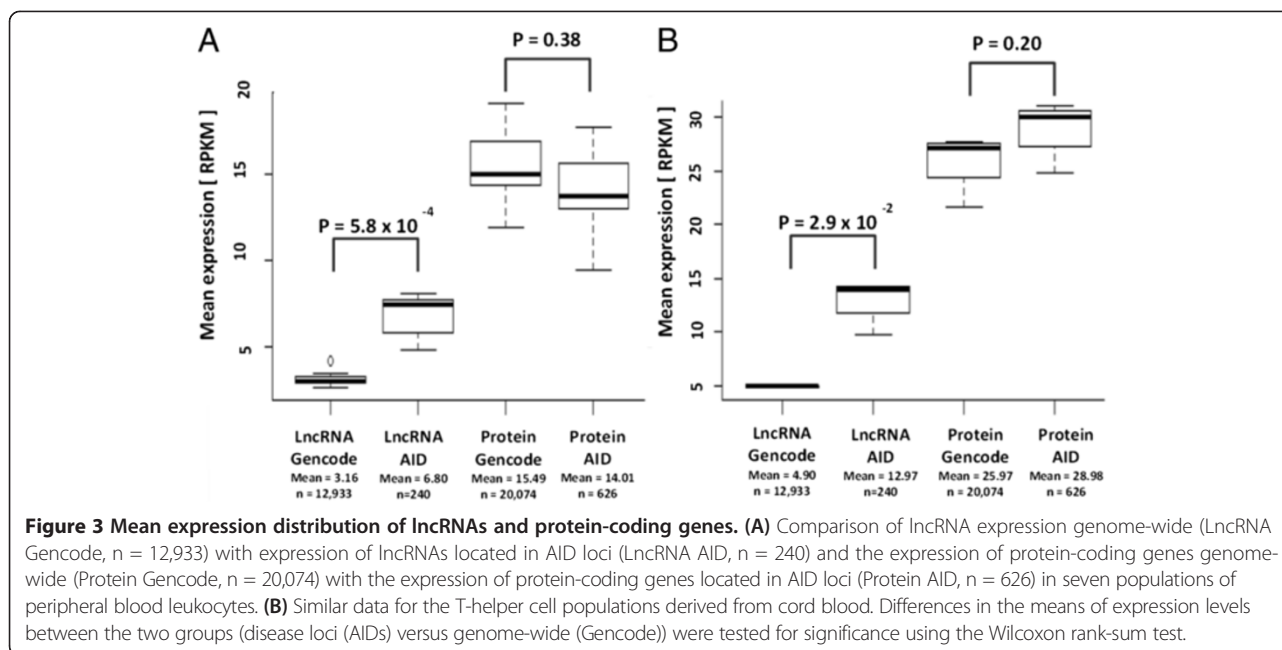 A
P = 0.38
Mean expression [ RPKM ]
20
15
10
5
P = 5.8 x 10 -4
LncRNA Gencode
Mean = 3.16
n = 12,933
LncRNA AID
Mean = 6.80
n=240
Protein Gencode
Mean = 15.49
n = 20,074
Protein AID
Mean = 14.01
n = 626
B
P = 0.20
Mean expression [ RPKM ]
30
25
20
15
10
5
P = 2.9 x 10 -2
LncRNA Gencode
Mean = 4.90
n = 12,933
LncRNA AID
Mean = 12.97
n=240
Protein Gencode
Mean = 25.97
n = 20,074
Protein AID
Mean = 28.98
n = 626
Figure 3 Mean expression distribution of lncRNAs and protein-coding genes. (A) Comparison of lncRNA expression genome-wide (LncRNA
Gencode, n = 12,933) with expression of lncRNAs located in AID loci (LncRNA AID, n = 240) and the expression of protein-coding genes genome-
wide (Protein Gencode, n = 20,074) with the expression of protein-coding genes located in AID loci (Protein AID, n = 626) in seven populations of
peripheral blood leukocytes. (B) Similar data for the T-helper cell populations derived from cord blood. Differences in the means of expression levels
between the two groups (disease loci (AIDs) versus genome-wide (Gencode)) were tested for significance using the Wilcoxon rank-sum test.